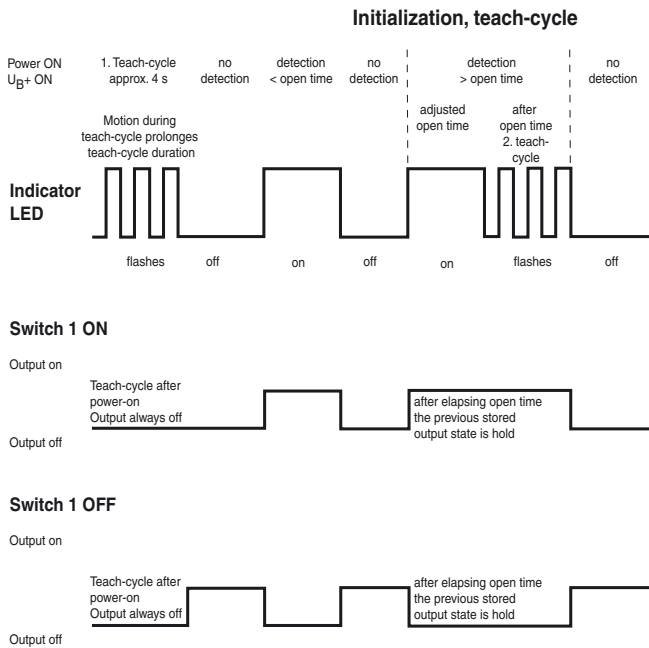 Initialization, teach-cycle
Power ON
U_B+ ON
1. Teach-cycle
approx. 4 s
no
detection
detection
< open time
no
detection
detection
> open time
no
detection
Motion during
teach-cycle prolonges
teach-cycle duration
adjusted
open time
after
open time
2. teach-
cycle
Indicator
LED
flashes
off
on
off
on
flashes
off
Switch 1 ON
Output on
Teach-cycle after
power-on
Output always off
after elapsing open time
the previous stored
output state is hold
Output off
Switch 1 OFF
Output on
Teach-cycle after
power-on
Output always off
after elapsing open time
the previous stored
output state is hold
Output off